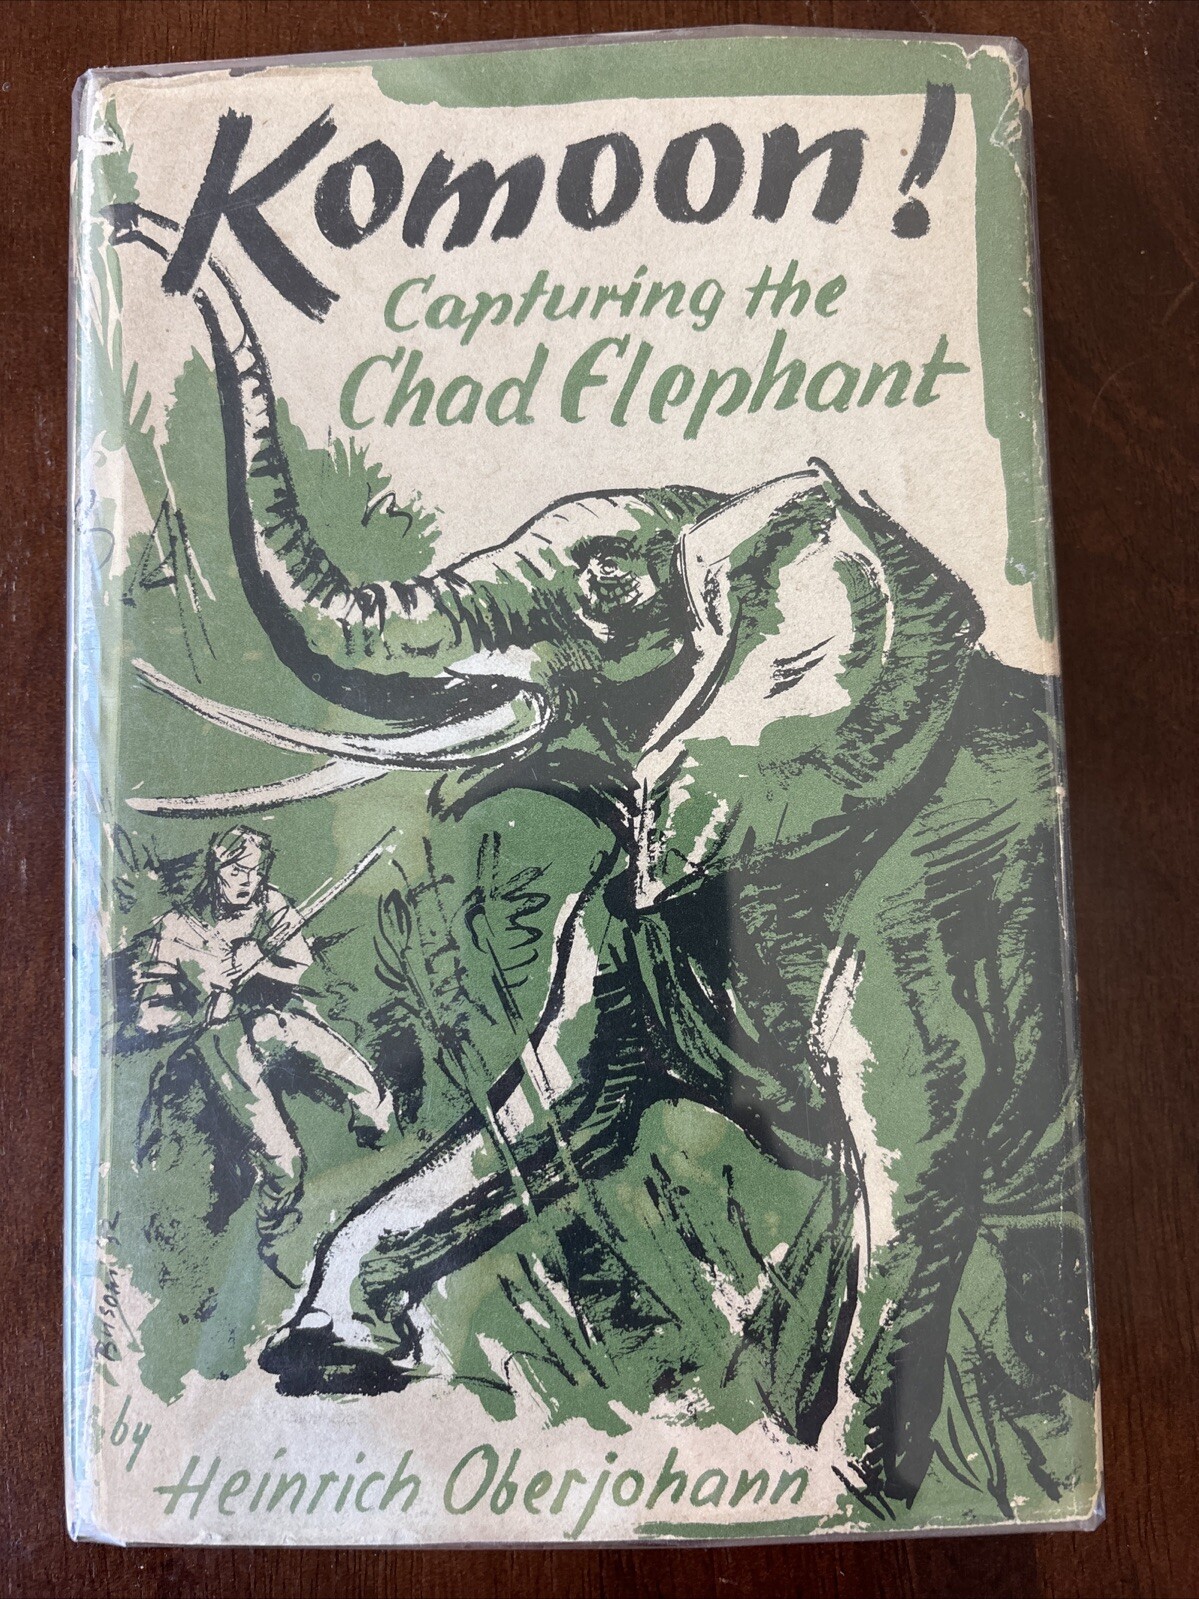 Komoon!
Capturing the
Chad Elephant
by
Heinrich Oberjohann